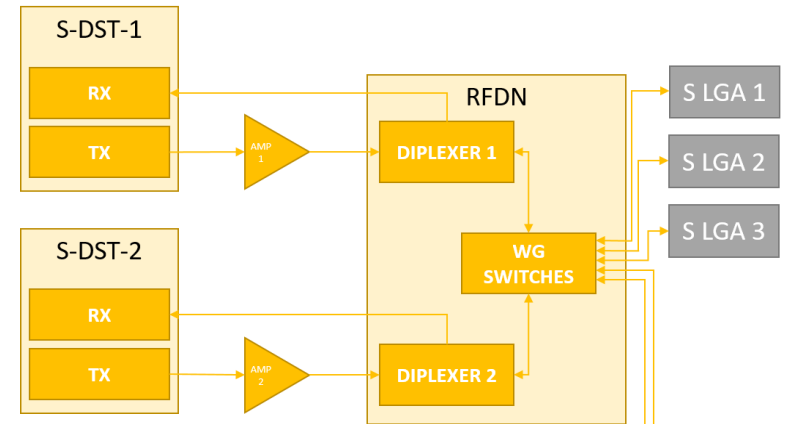 S-DST-1
RX
TX
AMP
1
RFDN
DIPLEXER 1
S LGA 1
S LGA 2
S LGA 3
WG
SWITCHES
S-DST-2
RX
TX
AMP
2
DIPLEXER 2